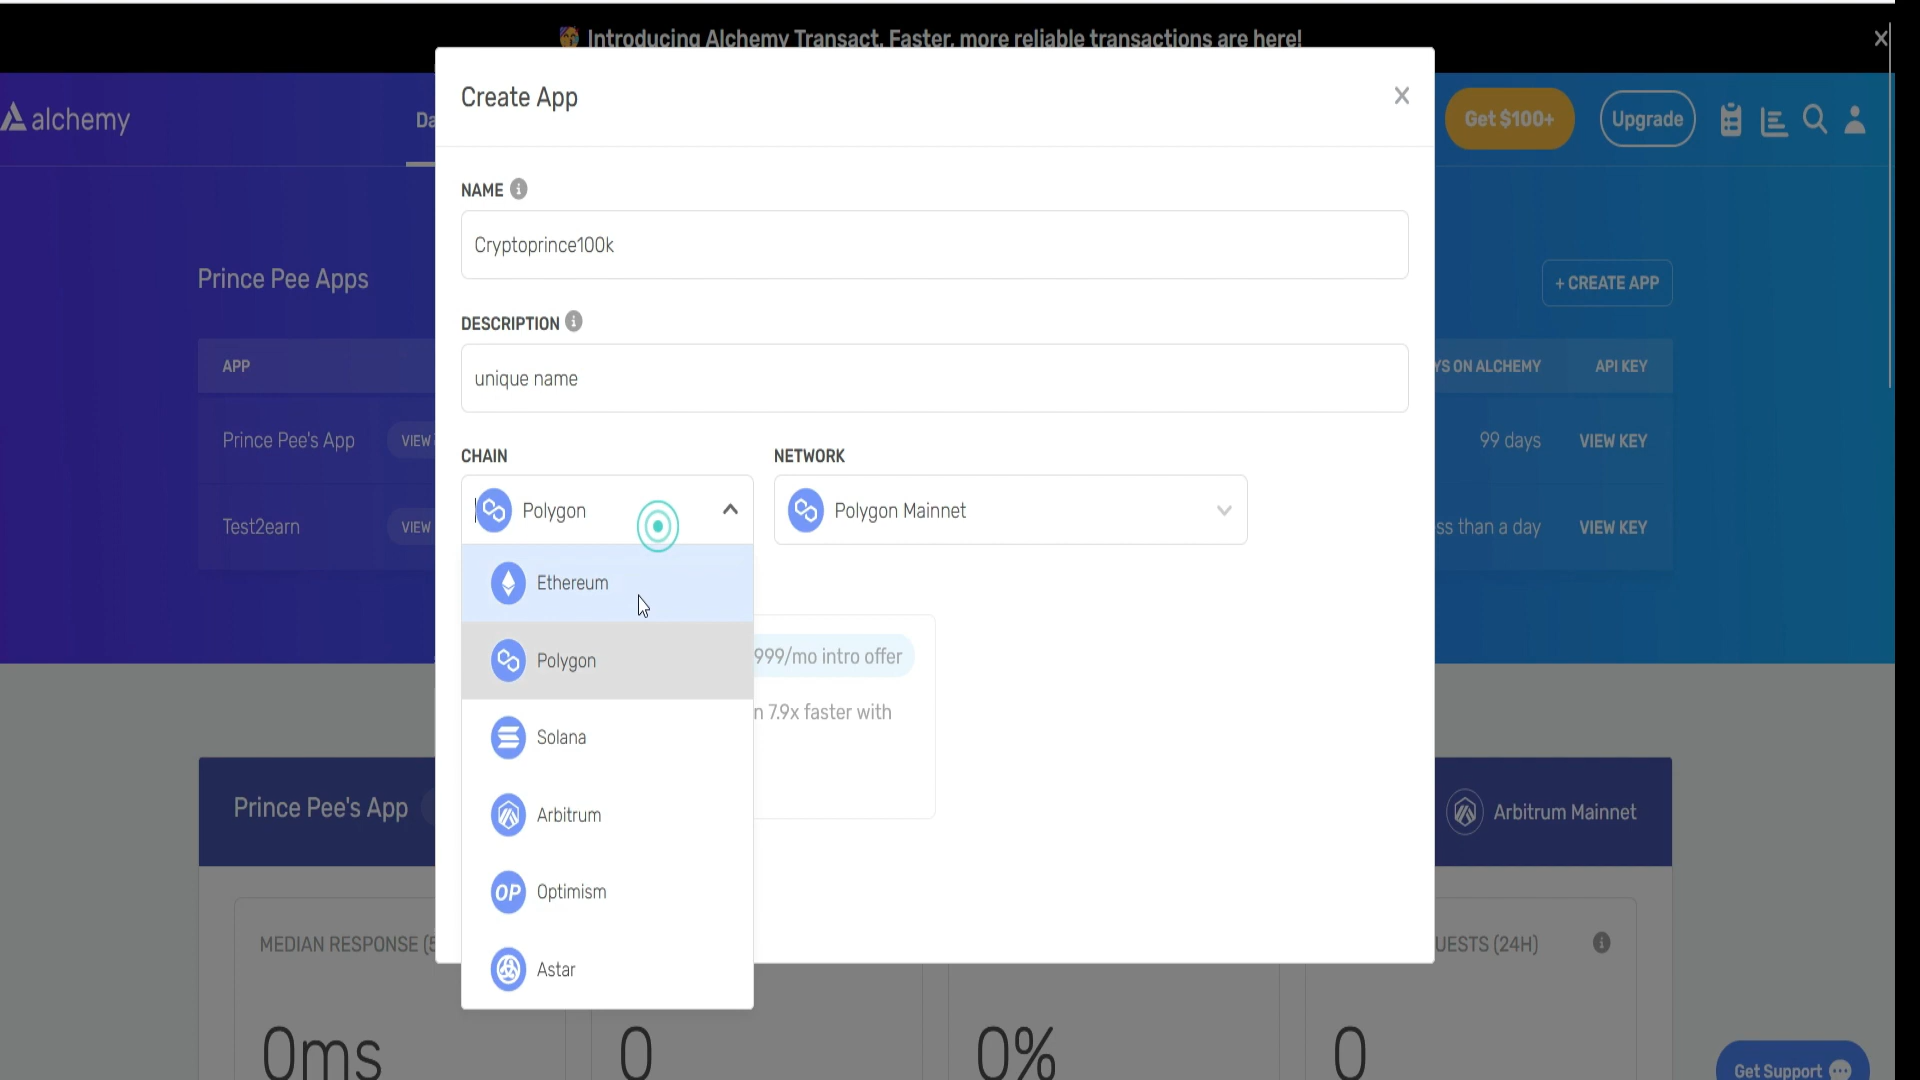 Introducing Alchemy Transact. Faster, more reliable transactions are here!
alchemy
Da
Get $100+
Upgrade
Create App
NAME
Cryptoprince100k
DESCRIPTION
unique name
CHAIN
NETWORK
Polygon
Polygon Mainnet
Ethereum
Polygon
Solana
Arbitrum
Optimism
Astar
999/mo intro offer
n 7.9x faster with
Prince Pee Apps
+ CREATE APP
APP
YS ON ALCHEMY
API KEY
Prince Pee's App
VIEW
99 days
VIEW KEY
Test2earn
VIEW
ss than a day
VIEW KEY
Prince Pee's App
Arbitrum Mainnet
MEDIAN RESPONSE (5
UESTS (24H)
0ms
0
0%
0
Get Support